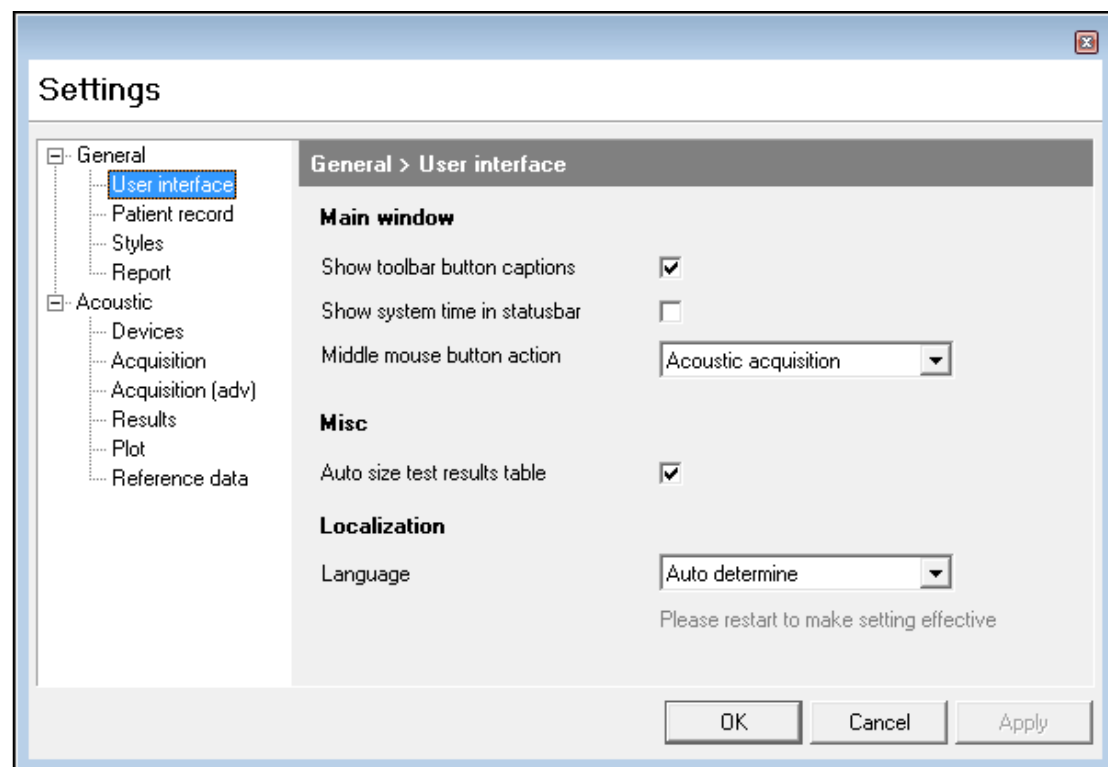 Settings
General
User interface
Patient record
Styles
Report
Acoustic
Devices
Acquisition
Acquisition (adv)
Results
Plot
Reference data
General > User interface
Main window
Show toolbar button captions
Show system time in statusbar
Middle mouse button action
Acoustic acquisition
Misc
Auto size test results table
Localization
Language
Auto determine
Please restart to make setting effective
OK
Cancel
Apply